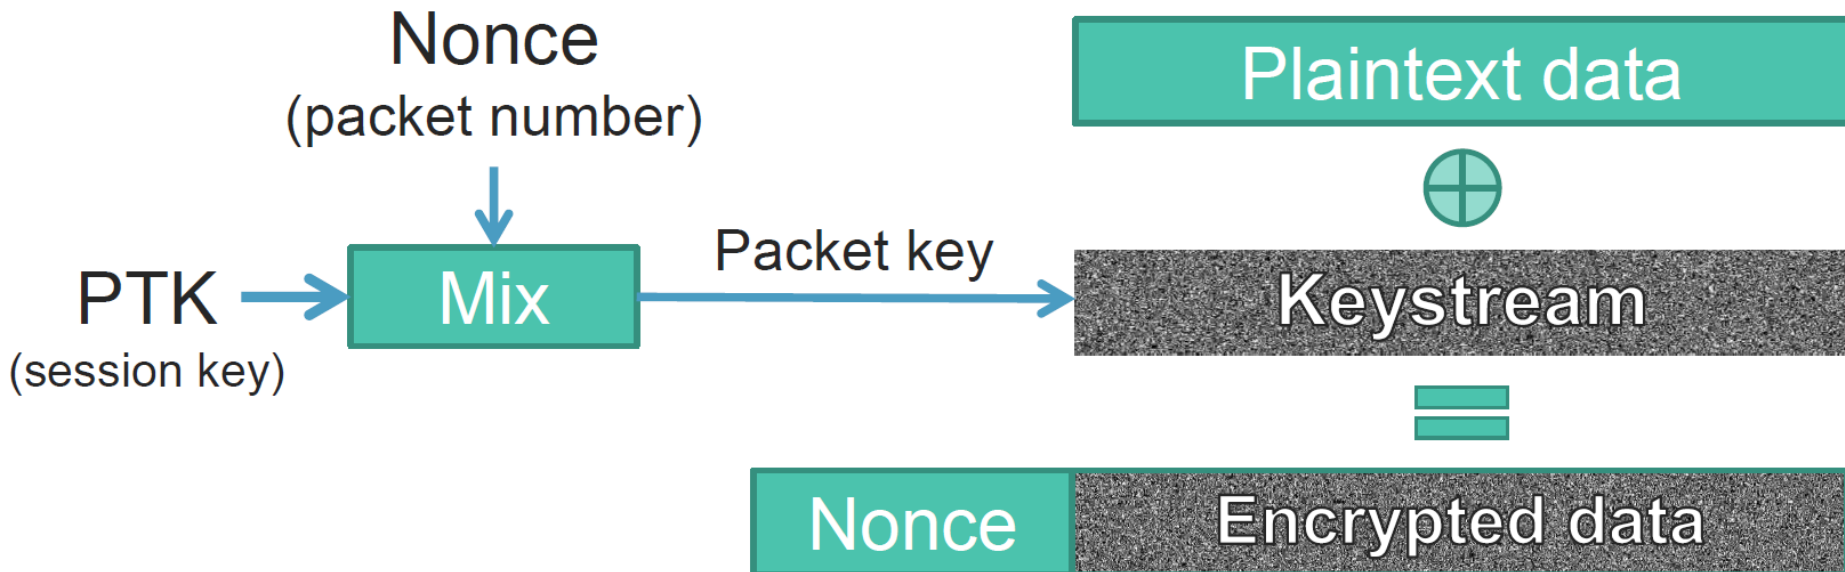 Nonce
(packet number)
Plaintext data
PTK
(session key)
Mix
Packet key
Keystream
Nonce
Encrypted data